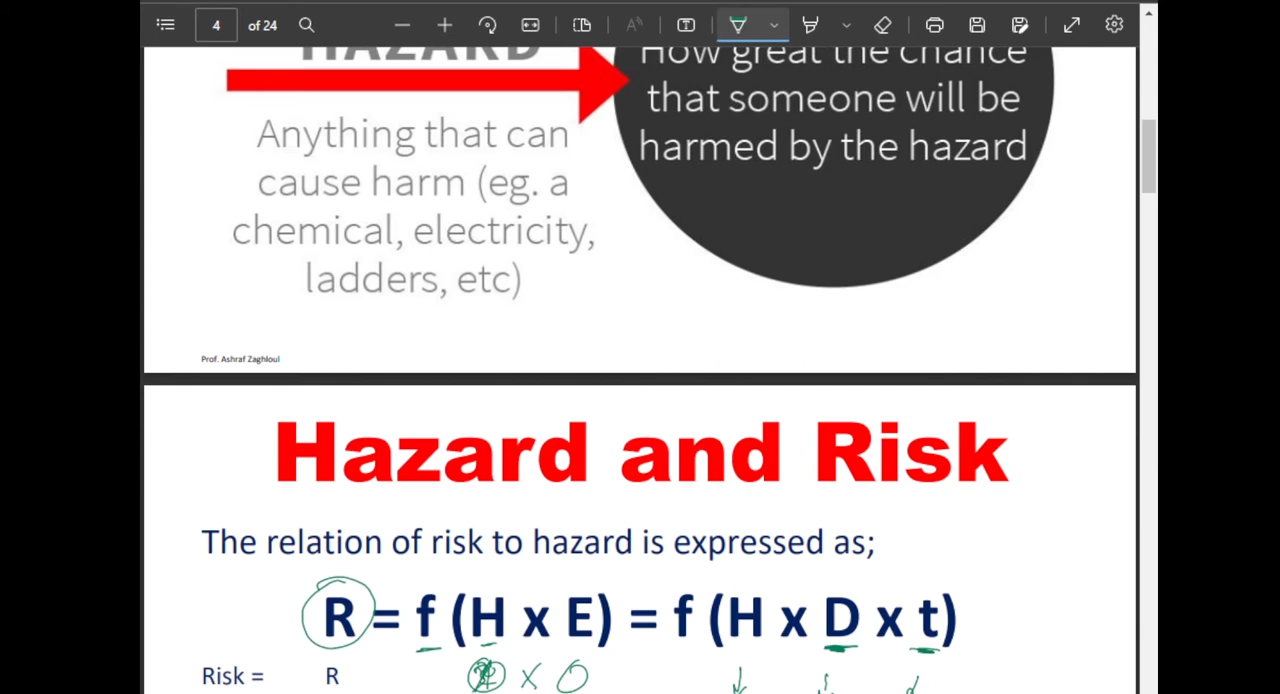 4 of 24
HAZARD
Anything that can
cause harm (eg. a
chemical, electricity,
ladders, etc)
How great the chance
that someone will be
harmed by the hazard
Prof. Ashraf Zaghloul
Hazard and Risk
The relation of risk to hazard is expressed as;
R = f (H x E) = f (H x D x t)
Risk = R
x 0